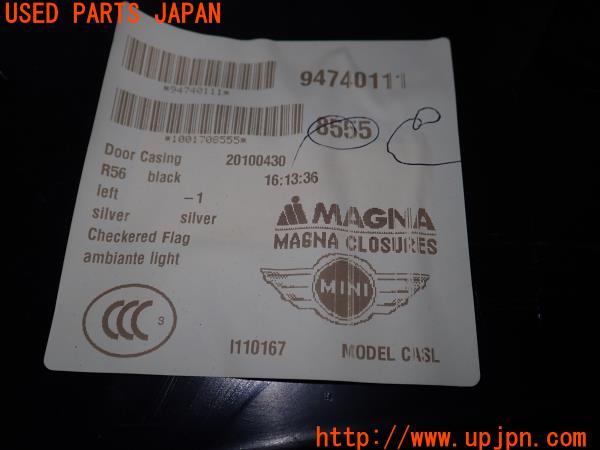 USED PARTS JAPAN
*94740111*
94740111
*1001708555*
8555
Door Casing 20100430
R56 black 16:13:36
left -1
silver silver
Checkered Flag
ambiante light
MAGNA
MAGNA CLOSURES
MINI
CCC S
I110167 MODEL CASL
http://www.upjpn.com/